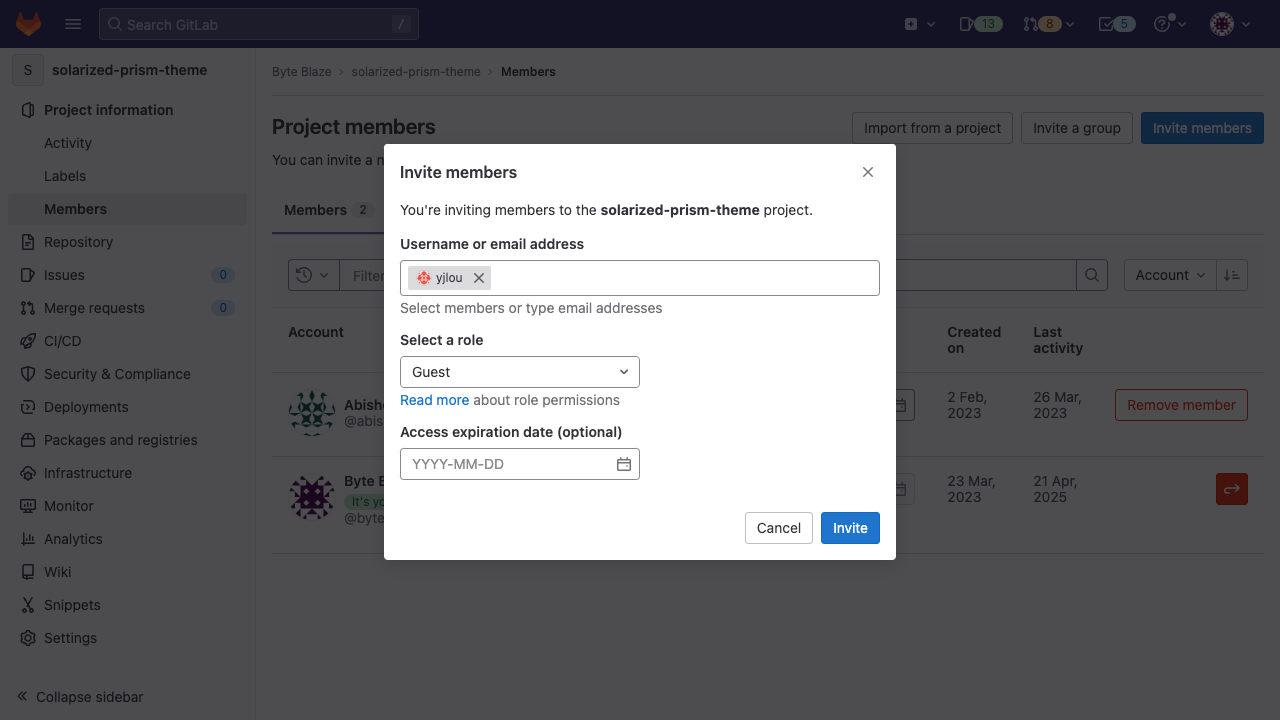 Search GitLab /
13
8
5
S solarized-prism-theme
Byte Blaze › solarized-prism-theme › Members
Project information
Activity
Labels
Members
Repository
Issues 0
Merge requests 0
CI/CD
Security & Compliance
Deployments
Packages and registries
Infrastructure
Monitor
Analytics
Wiki
Snippets
Settings
Collapse sidebar
Project members
Import from a project
Invite a group
Invite members
You can invite a
Members 2
Filter
Account
Account
Created on
Last activity
2 Feb, 2023
26 Mar, 2023
Remove member
Byte
It's
@byte
23 Mar, 2023
21 Apr, 2025
Invite members
You're inviting members to the solarized-prism-theme project.
Username or email address
yjlou
Select members or type email addresses
Select a role
Guest
Read more about role permissions
Access expiration date (optional)
YYYY-MM-DD
Cancel
Invite